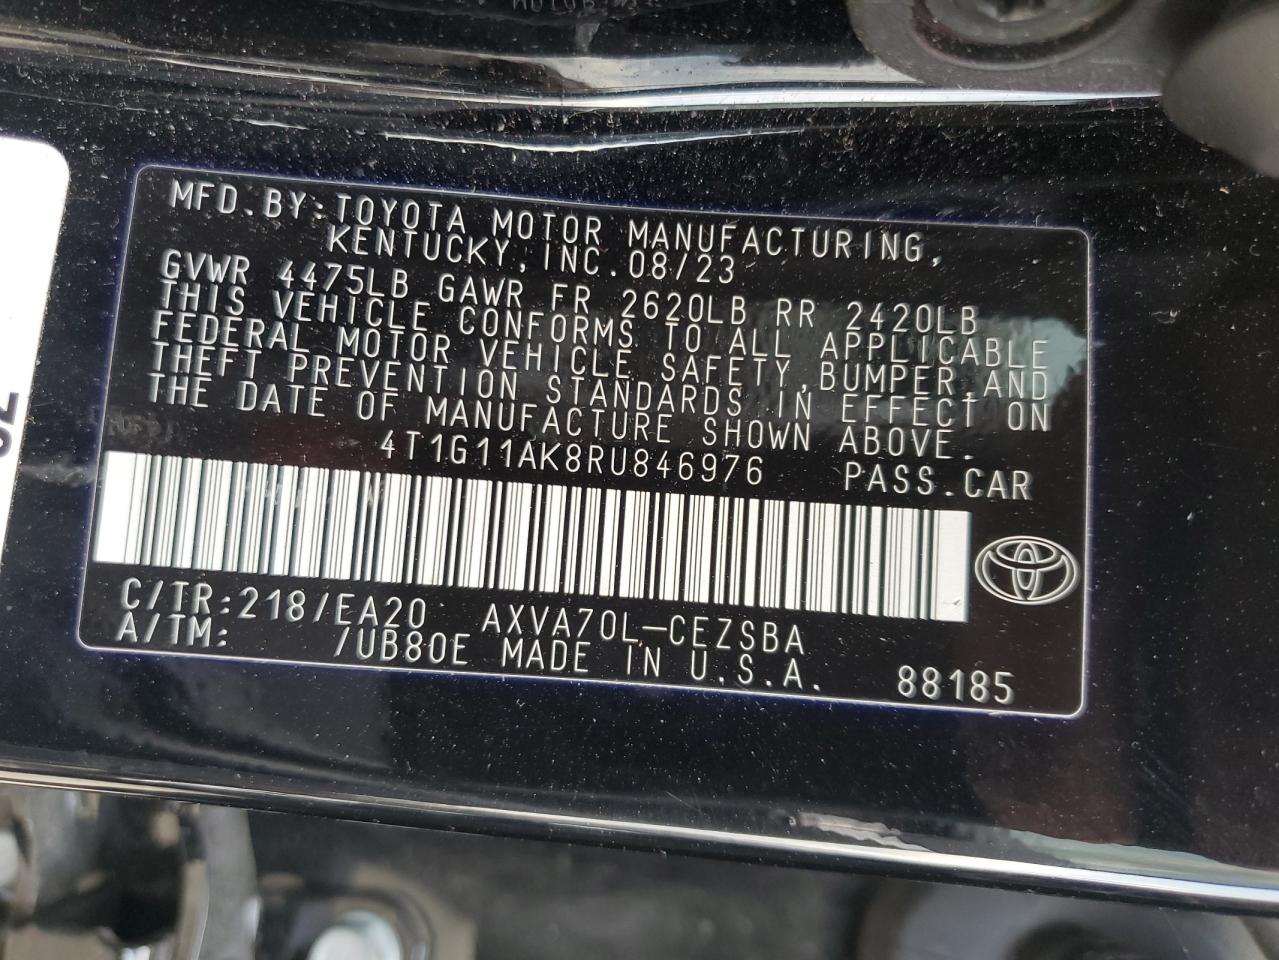 MFD.BY:TOYOTA MOTOR MANUFACTURING,
KENTUCKY,INC.08/23
GVWR 4475LB GAWR FR 2620LB RR 2420LB
THIS VEHICLE CONFORMS TO ALL APPLICABLE
FEDERAL MOTOR VEHICLE SAFETY,BUMPER,AND
THEFT PREVENTION STANDARDS IN EFFECT ON
THE DATE OF MANUFACTURE SHOWN ABOVE.
4T1G11AK8RU846976 PASS.CAR
C/TR:218/EA20 AXVA70L-CEZSBA
A/TM: /UB80E MADE IN U.S.A. 88185